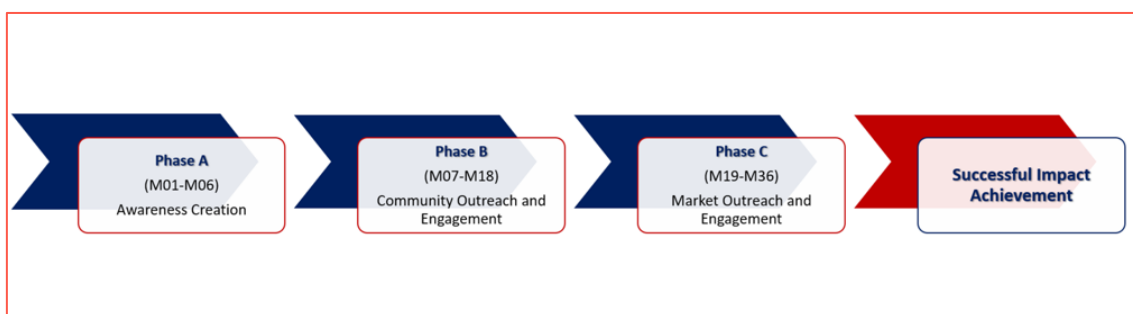 Phase A
(M01-M06)
Awareness Creation
Phase B
(M07-M18)
Community Outreach and
Engagement
Phase C
(M19-M36)
Market Outreach and
Engagement
Successful Impact
Achievement